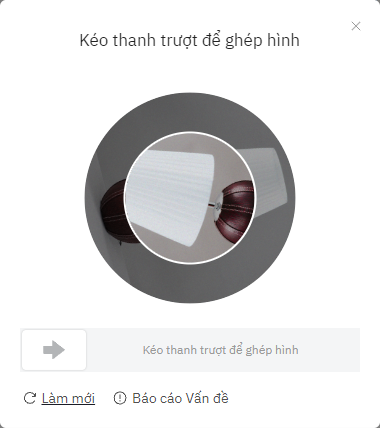 Kéo thanh trượt để ghép hình
Kéo thanh trượt để ghép hình
Làm mới
Báo cáo Vấn đề